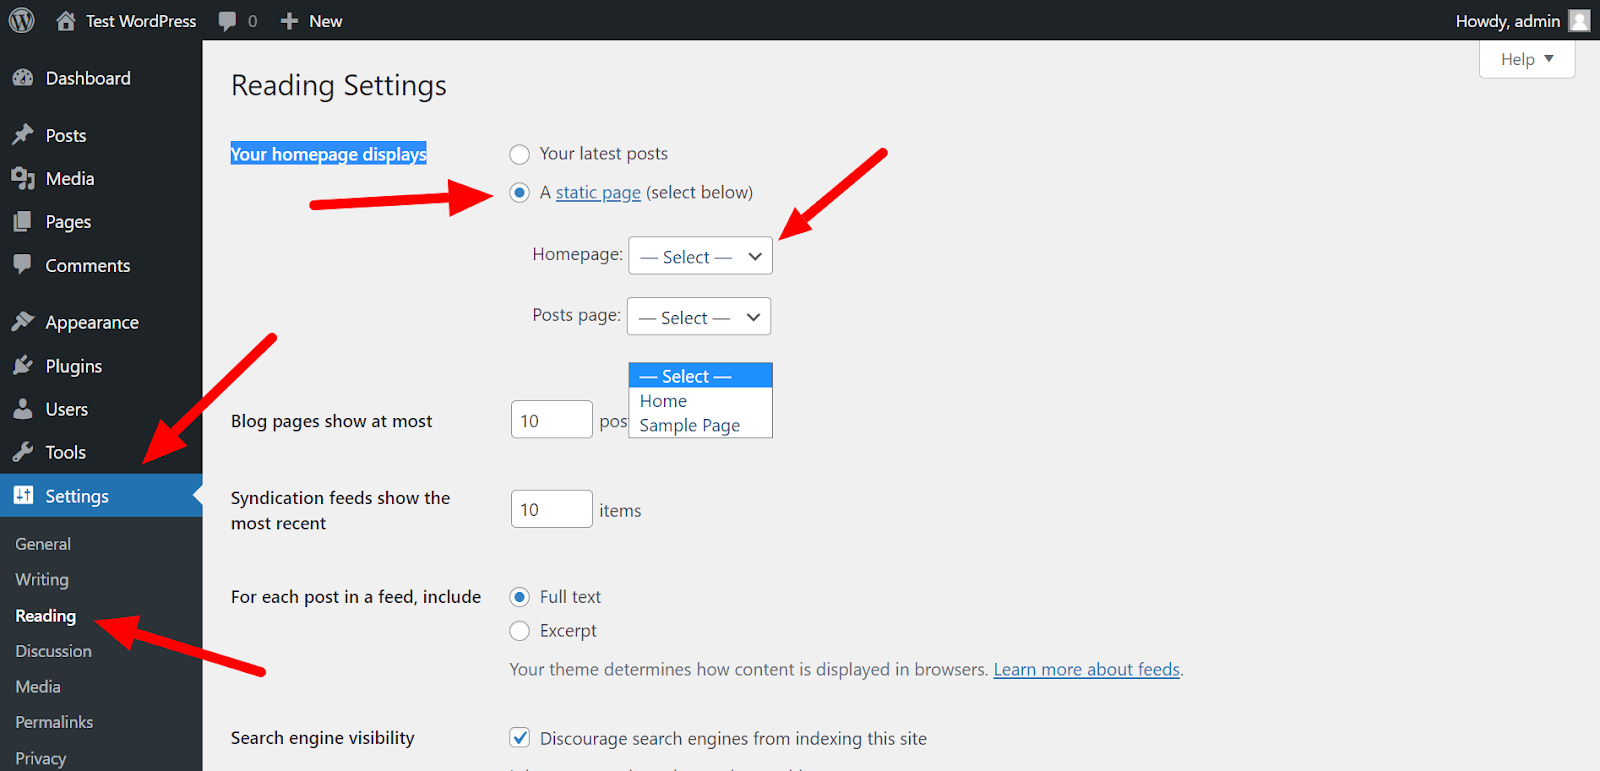 Test WordPress 0 New Howdy, admin
Help
Dashboard
Posts
Media
Pages
Comments
Appearance
Plugins
Users
Tools
Settings
General
Writing
Reading
Discussion
Media
Permalinks
Privacy
Reading Settings
Your homepage displays
Your latest posts
A static page (select below)
Homepage: — Select —
Posts page: — Select —
— Select —
Home
Sample Page
Blog pages show at most 10 pos
Syndication feeds show the
most recent
10 items
For each post in a feed, include
Full text
Excerpt
Your theme determines how content is displayed in browsers. Learn more about feeds.
Search engine visibility
Discourage search engines from indexing this site